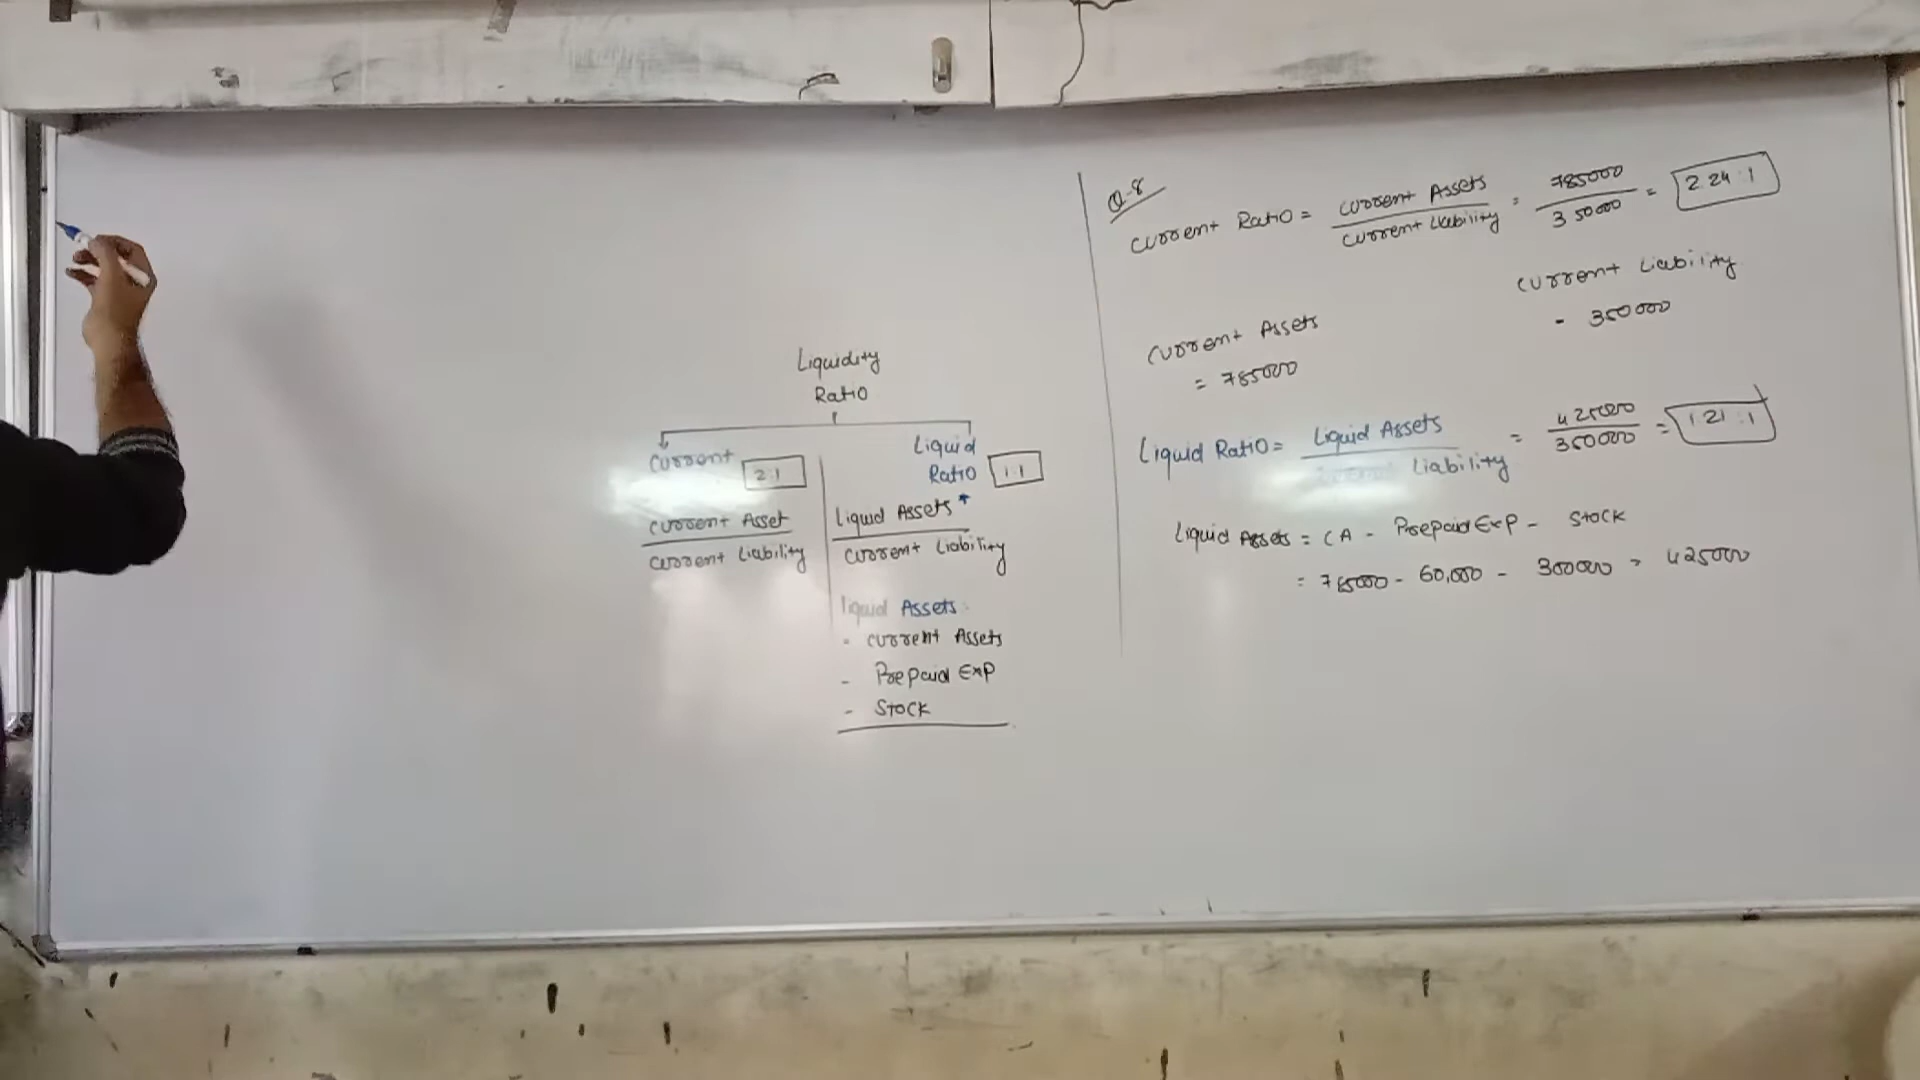 Liquidity
Ratio
Current 2:1
Current Asset
Current Liability
Liquid
Ratio 1:1
Liquid Assets*
Current Liability
liquid Assets:
- Current Assets
- Prepaid Exp
- Stock
Q-8
Current Ratio = Current Assets / Current Liability = 785000 / 350000 = 2.24:1
Current Assets
= 785000
Current Liability
- 350000
Liquid Ratio = Liquid Assets / Liability = 425000 / 350000 = 1.21:1
Liquid Assets = CA - Prepaid Exp - Stock
= 785000 - 60,000 - 300000 = 425000